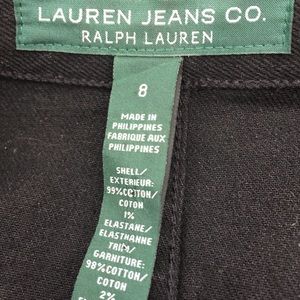 LAUREN JEANS CO.
RALPH LAUREN
8
MADE IN
PHILIPPINES
FABRIQUE AUX
PHILIPPINES
SHELL/
EXTERIEUR:
99%COTTON/
COTON
1%
ELASTANE/
ELASTHANNE
TRIM/
GARNITURE:
98%COTTON/
COTON
2%